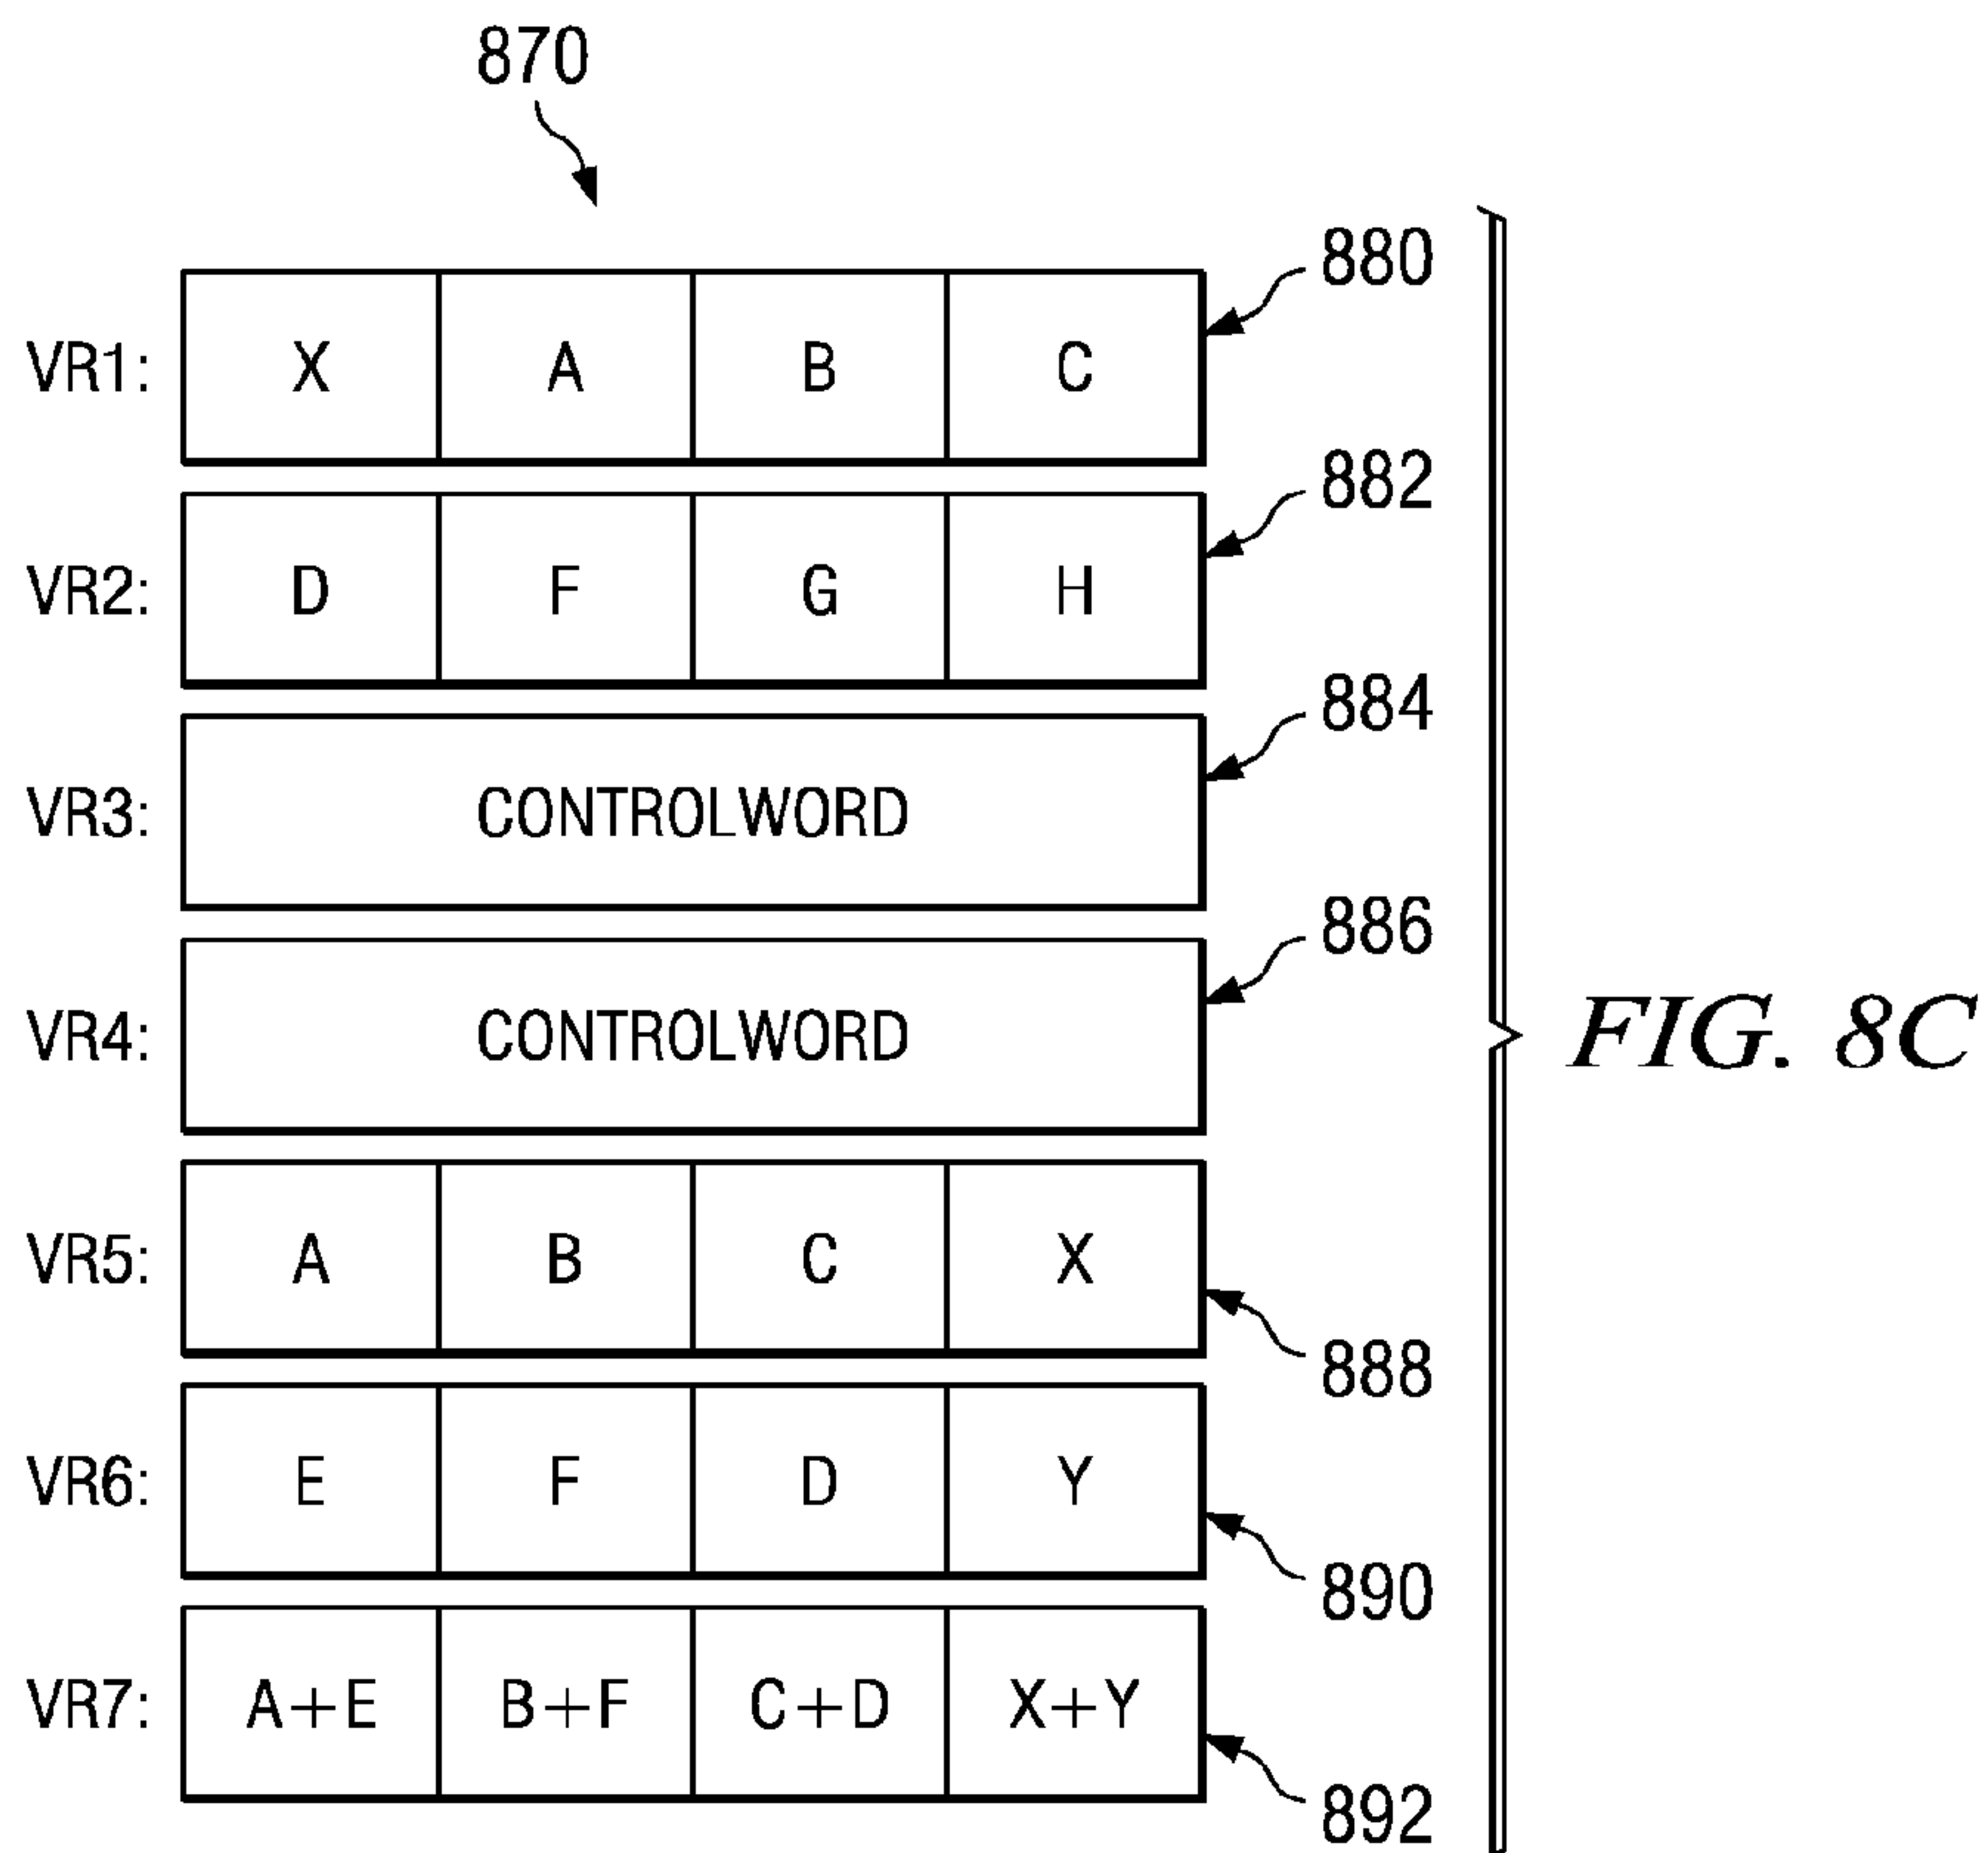 870
880
VR1: X A B C
882
VR2: D F G H
884
VR3: CONTROLWORD
886
VR4: CONTROLWORD
FIG. 8C
VR5: A B C X
888
VR6: E F D Y
890
VR7: A+E B+F C+D X+Y
892